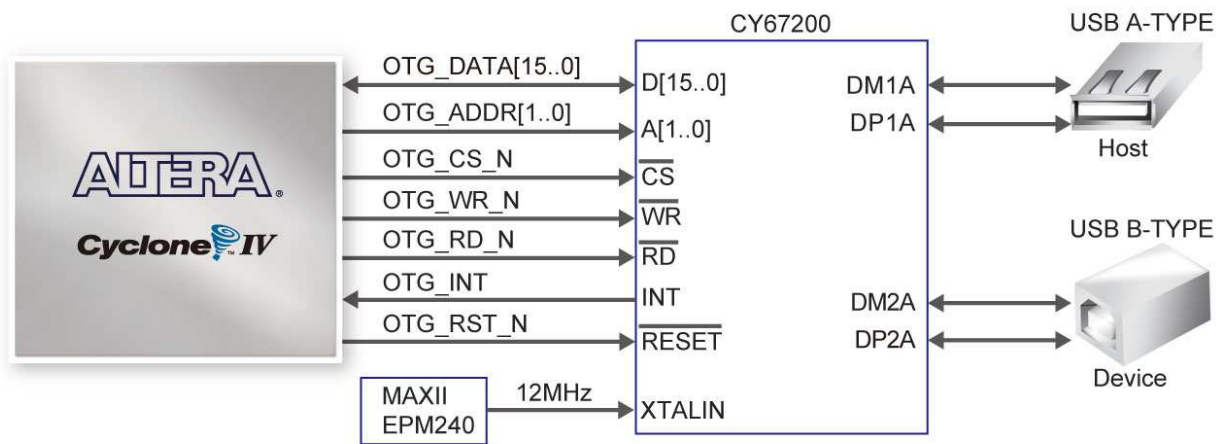 CY67200
USB A-TYPE
OTG_DATA[15..0]
D[15..0]
DM1A
OTG_ADDR[1..0]
A[1..0]
DP1A
Host
OTG_CS_N
CS
ALTERA®
OTG_WR_N
WR
Cyclone™ IV
OTG_RD_N
RD
USB B-TYPE
OTG_INT
INT
DM2A
OTG_RST_N
RESET
DP2A
Device
MAXII
EPM240
12MHz
XTALIN